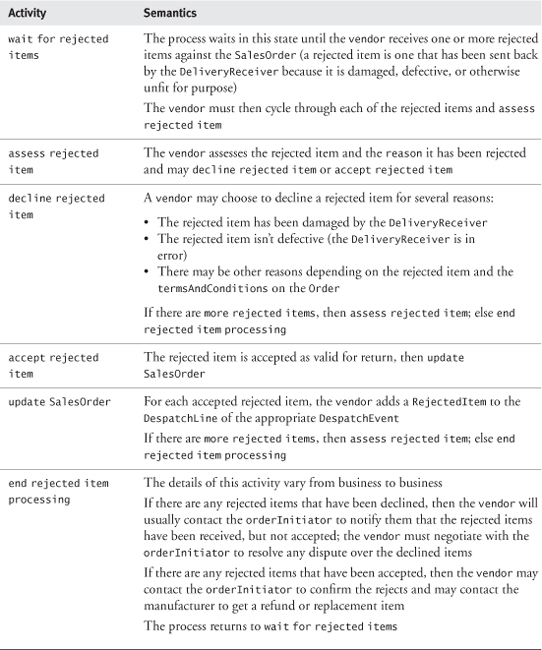 Activity Semantics
wait for rejected The process waits in this state until the vendor receives one or more rejected
items items against the SalesOrder (a rejected item is one that has been sent back
by the DeliveryReceiver because it is damaged, defective, or otherwise
unfit for purpose)
The vendor must then cycle through each of the rejected items and assess
rejected item
assess rejected The vendor assesses the rejected item and the reason it has been rejected
item and may decline rejected item or accept rejected item
decline rejected A vendor may choose to decline a rejected item for several reasons:
item
• The rejected item has been damaged by the DeliveryReceiver
• The rejected item isn't defective (the DeliveryReceiver is in
error)
• There may be other reasons depending on the rejected item and the
termsAndConditions on the Order
If there are more rejected items, then assess rejected item; else end
rejected item processing
accept rejected The rejected item is accepted as valid for return, then update
item SalesOrder
update SalesOrder For each accepted rejected item, the vendor adds a RejectedItem to the
DespatchLine of the appropriate DespatchEvent
If there are more rejected items, then assess rejected item; else end
rejected item processing
end rejected item The details of this activity vary from business to business
processing
If there are any rejected items that have been declined, then the vendor will
usually contact the orderInitiator to notify them that the rejected items
have been received, but not accepted; the vendor must negotiate with the
orderInitiator to resolve any dispute over the declined items
If there are any rejected items that have been accepted, then the vendor may
contact the orderInitiator to confirm the rejects and may contact the
manufacturer to get a refund or replacement item
The process returns to wait for rejected items